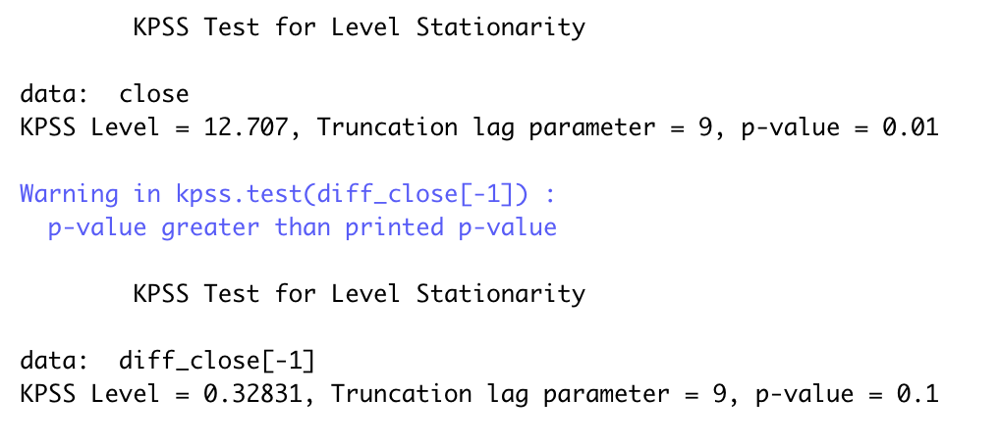 KPSS Test for Level Stationarity
data:  close
KPSS Level = 12.707, Truncation lag parameter = 9, p-value = 0.01
Warning in kpss.test(diff_close[-1]) :
  p-value greater than printed p-value
KPSS Test for Level Stationarity
data:  diff_close[-1]
KPSS Level = 0.32831, Truncation lag parameter = 9, p-value = 0.1